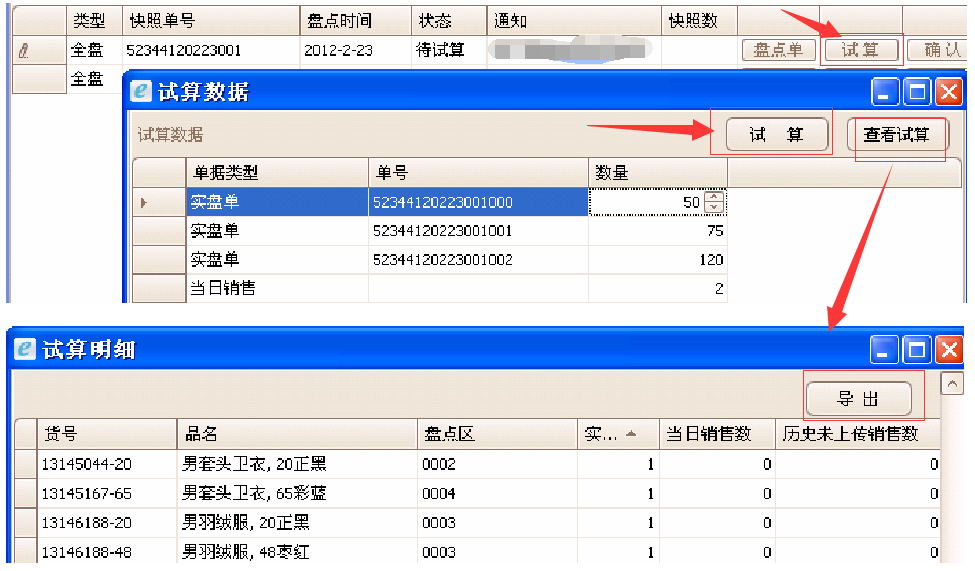 类型 快照单号 盘点时间 状态 通知 快照数
全盘 52344120223001 2012-2-23 待试算 盘点单 试算 确认
全盘
试算数据
试算数据 试 算 查看试算
单据类型 单号 数量
实盘单 52344120223001000 50
实盘单 52344120223001001 75
实盘单 52344120223001002 120
当日销售 2
试算明细
导 出
货号 品名 盘点区 实... 当日销售数 历史未上传销售数
13145044-20 男套头卫衣, 20正黑 0002 1 0 0
13145167-65 男套头卫衣, 65彩蓝 0004 1 0 0
13146188-20 男羽绒服, 20正黑 0003 1 0 0
13146188-48 男羽绒服, 48枣红 0003 1 0 0